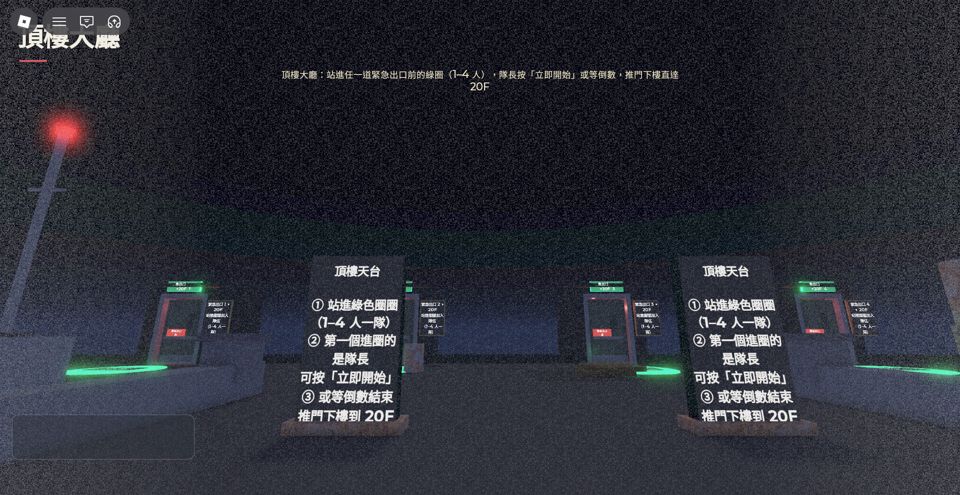 頂樓大廳
頂樓大廳：站進任一道緊急出口前的綠圈（1–4 人），隊長按「立即開始」或等倒數，推門下樓直達
20F
頂樓天台
① 站進綠色圈圈
（1–4 人一隊）
② 第一個進圈的
是隊長
可按「立即開始」
③ 或等倒數結束
推門下樓到 20F
頂樓天台
① 站進綠色圈圈
（1–4 人一隊）
② 第一個進圈的
是隊長
可按「立即開始」
③ 或等倒數結束
推門下樓到 20F